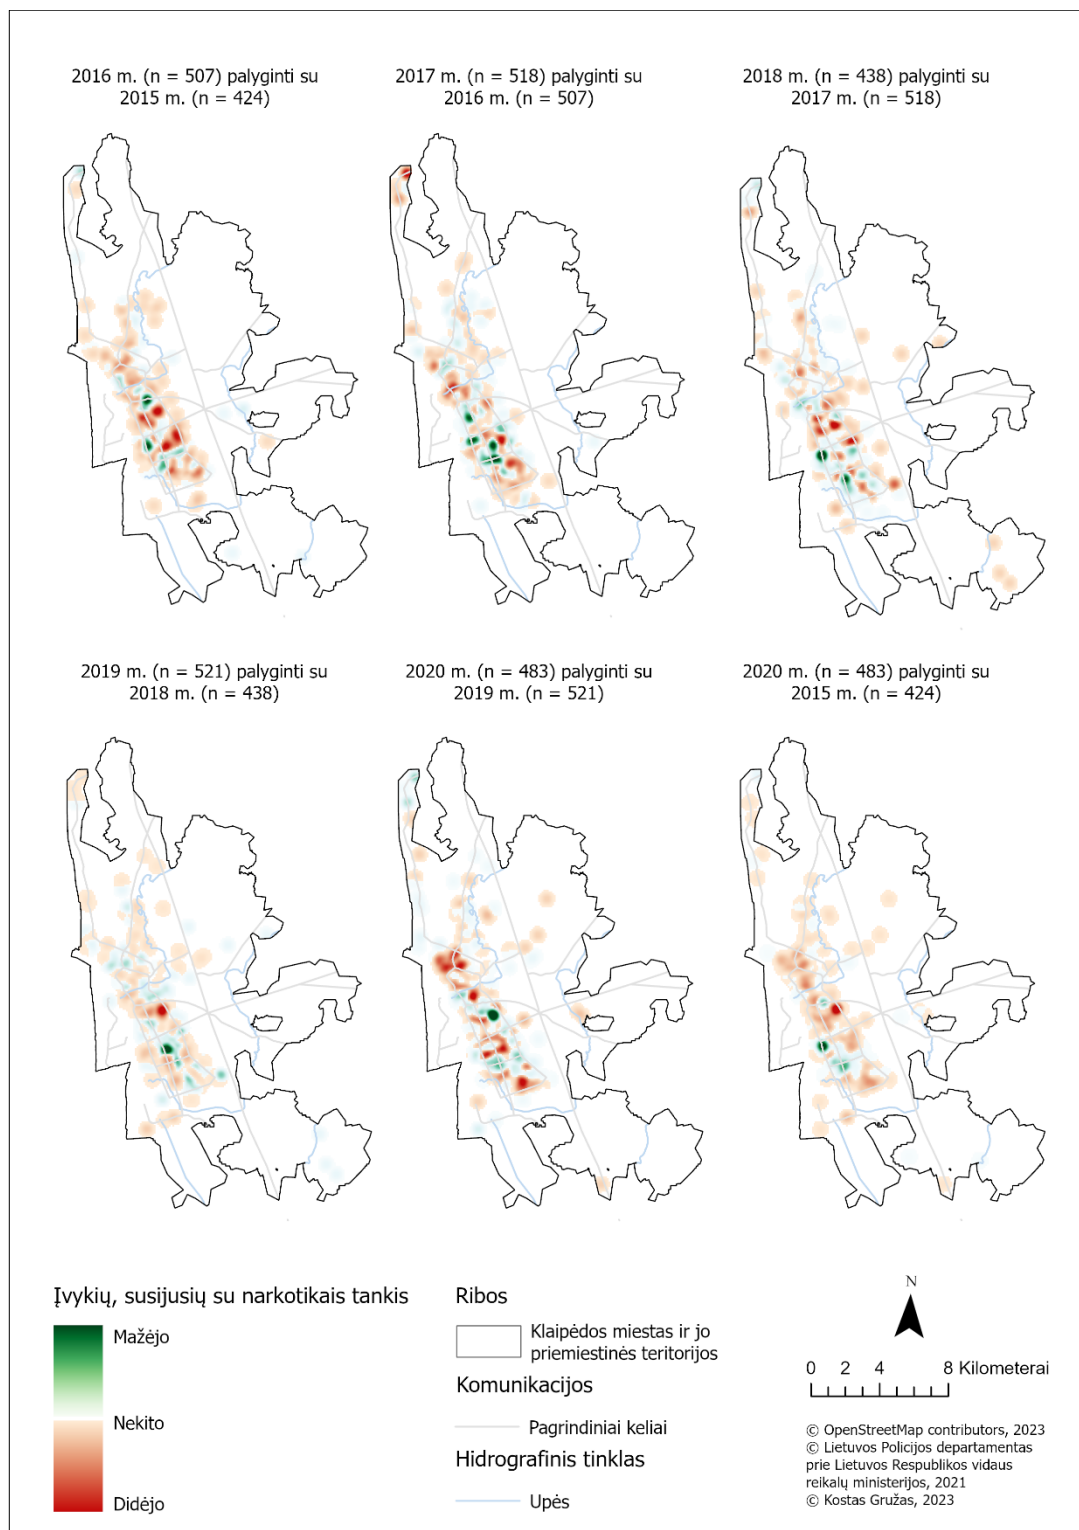 2016 m. (n = 507) palyginti su
2015 m. (n = 424)
2017 m. (n = 518) palyginti su
2016 m. (n = 507)
2018 m. (n = 438) palyginti su
2017 m. (n = 518)
2019 m. (n = 521) palyginti su
2018 m. (n = 438)
2020 m. (n = 483) palyginti su
2019 m. (n = 521)
2020 m. (n = 483) palyginti su
2015 m. (n = 424)
Įvykių, susijusių su narkotikais tankis
Mažėjo
Nekito
Didėjo
Ribos
Klaipėdos miestas ir jo
priemiestinės teritorijos
Komunikacijos
Pagrindiniai keliai
Hidrografinis tinklas
Upės
N
0 2 4 8 Kilometerai
© OpenStreetMap contributors, 2023
© Lietuvos Policijos departamentas
prie Lietuvos Respublikos vidaus
reikalų ministerijos, 2021
© Kostas Gružas, 2023